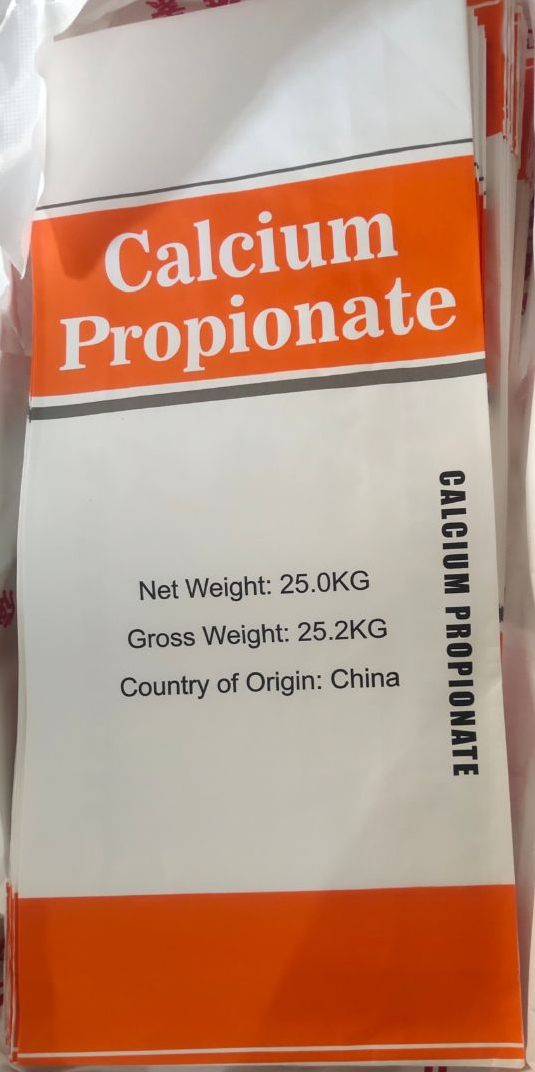 Calcium
Propionate
Net Weight: 25.0KG
Gross Weight: 25.2KG
Country of Origin: China
CALCIUM PROPIONATE